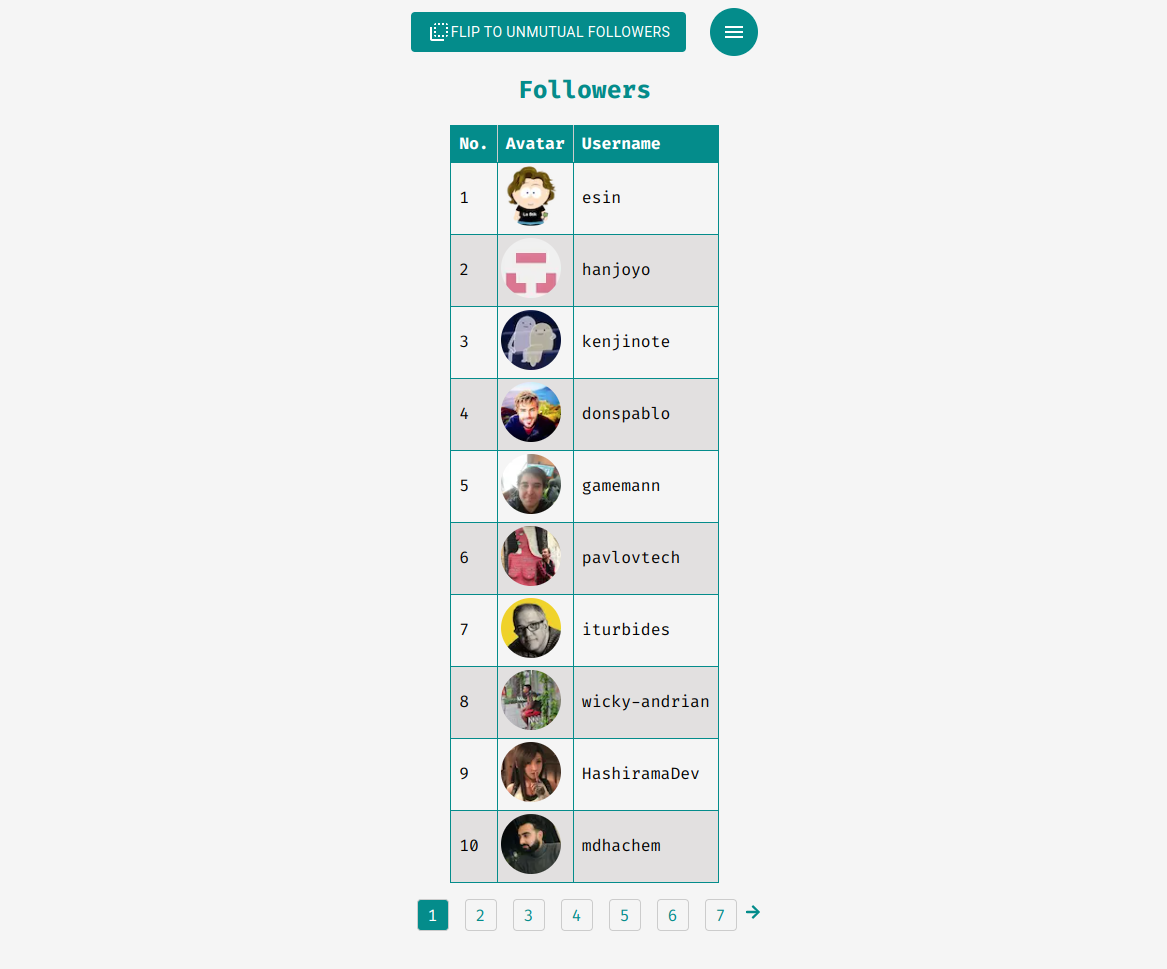 FLIP TO UNMUTUAL FOLLOWERS
Followers
No. Avatar Username
1 esin
2 hanjoyo
3 kenjinote
4 donspablo
5 gamemann
6 pavlovtech
7 iturbides
8 wicky-andrian
9 HashiramaDev
10 mdhachem
1 2 3 4 5 6 7